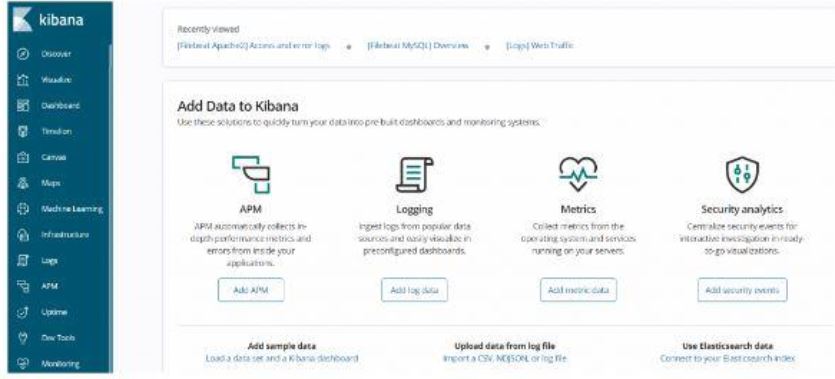 kibana
Discover
Visualize
Dashboard
Timelion
Canvas
Maps
Machine Learning
Infrastructure
Logs
APM
Uptime
Dev Tools
Monitoring
Recently viewed
[Filebeat Apache2] Access and error logs • [Filebeat MySQL] Overview • [Logs] Web Traffic
Add Data to Kibana
Use these solutions to quickly turn your data into pre-built dashboards and monitoring systems.
APM
APM automatically collects in-
depth performance metrics and
errors from inside your
applications.
Add APM
Logging
Ingest logs from popular data
sources and easily visualize in
preconfigured dashboards.
Add log data
Metrics
Collect metrics from the
operating system and services
running on your servers.
Add metric data
Security analytics
Centralize security events for
interactive investigation in ready-
to-go visualizations.
Add security events
Add sample data
Load a data set and a Kibana dashboard
Upload data from log file
Import a CSV, NDJSON, or log file
Use Elasticsearch data
Connect to your Elasticsearch index